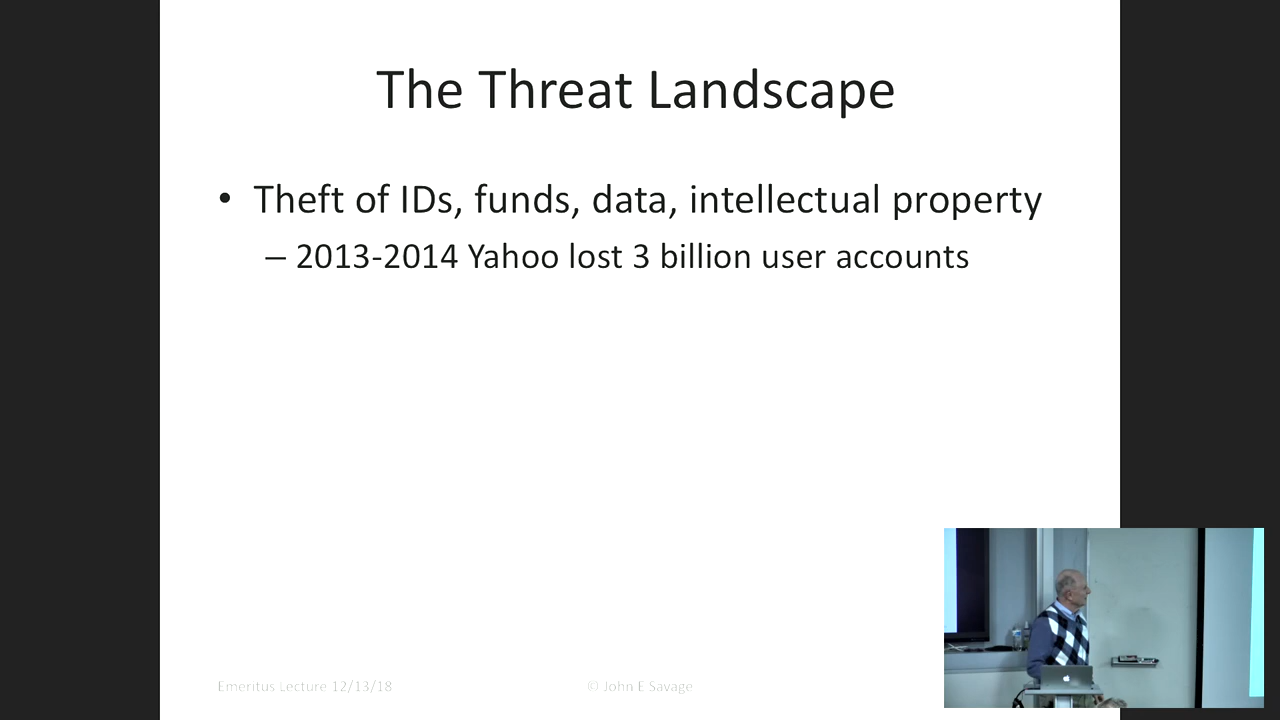 The Threat Landscape
• Theft of IDs, funds, data, intellectual property
– 2013-2014 Yahoo lost 3 billion user accounts
Emeritus Lecture 12/13/18
© John E Savage